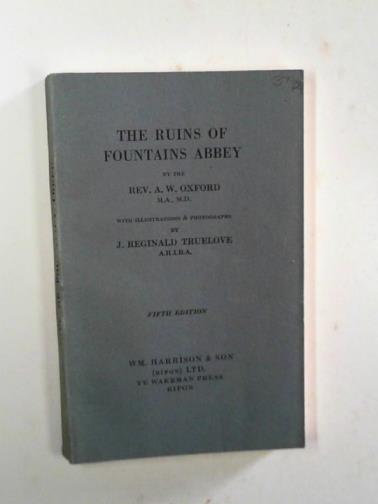 THE RUINS OF
FOUNTAINS ABBEY
BY THE
REV. A. W. OXFORD
M.A., M.D.
WITH ILLUSTRATIONS & PHOTOGRAPHS
BY
J. REGINALD TRUELOVE
A.R.I.B.A.
FIFTH EDITION
WM. HARRISON & SON
(RIPON) LTD.
YE WAKEMAN PRESS
RIPON